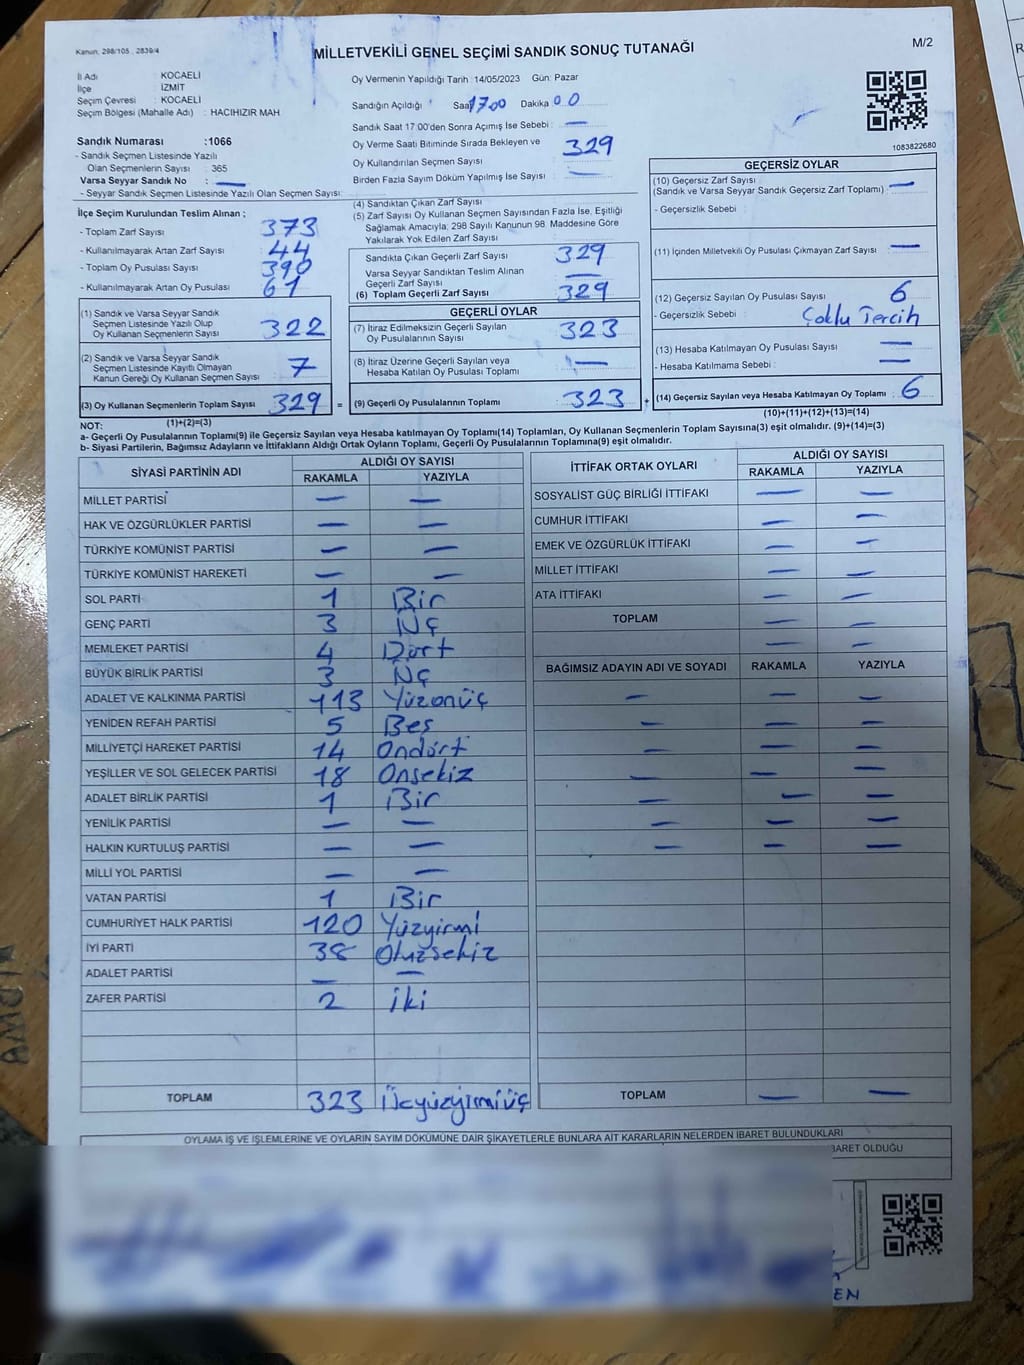 Kanun, 298/105 , 2839/4
MİLLETVEKİLİ GENEL SEÇİMİ SANDIK SONUÇ TUTANAĞI
M/2
İl Adı : KOCAELİ
İlçe İZMİT
Seçim Çevresi : KOCAELİ
Seçim Bölgesi (Mahalle Adı) : HACIHIZIR MAH
Sandık Numarası :1066
- Sandık Seçmen Listesinde Yazılı
Olan Seçmenlerin Sayısı : 365
Varsa Seyyar Sandık No : —
- Seyyar Sandık Seçmen Listesinde Yazılı Olan Seçmen Sayısı:
Oy Vermenin Yapıldığı Tarih :14/05/2023 Gün: Pazar
Sandığın Açıldığı Saat 17.00 Dakika 00
Sandık Saat 17:00'den Sonra Açımış İse Sebebi : —
Oy Verme Saati Bitiminde Sırada Bekleyen ve
Oy Kullandırılan Seçmen Sayısı 329
Birden Fazla Sayım Döküm Yapılmış İse Sayısı : —
1083822680
İlçe Seçim Kurulundan Teslim Alınan ;
- Toplam Zarf Sayısı : 373
- Kullanılmayarak Artan Zarf Sayısı : 44
- Toplam Oy Pusulası Sayısı : 390
- Kullanılmayarak Artan Oy Pusulası : 61
(1) Sandık ve Varsa Seyyar Sandık
Seçmen Listesinde Yazılı Olup
Oy Kullanan Seçmenlerin Sayısı : 322
(2) Sandık ve Varsa Seyyar Sandık
Seçmen Listesinde Kayıtlı Olmayan
Kanun Gereği Oy Kullanan Seçmen Sayısı : 7
(3) Oy Kullanan Seçmenlerin Toplam Sayısı 329 =
(1)+(2)=(3)
(4) Sandıktan Çıkan Zarf Sayısı
(5) Zarf Sayısı Oy Kullanan Seçmen Sayısından Fazla İse, Eşitliği
Sağlamak Amacıyla, 298 Sayılı Kanunun 98. Maddesine Göre
Yakılarak Yok Edilen Zarf Sayısı
Sandıkta Çıkan Geçerli Zarf Sayısı 329
Varsa Seyyar Sandıktan Teslim Alınan
Geçerli Zarf Sayısı —
(6) Toplam Geçerli Zarf Sayısı 329
GEÇERLİ OYLAR
(7) İtiraz Edilmeksizin Geçerli Sayılan
Oy Pusulalarının Sayısı : 323
(8) İtiraz Üzerine Geçerli Sayılan veya
Hesaba Katılan Oy Pusulası Toplamı : —
(9) Geçerli Oy Pusulalarının Toplamı : 323 +
GEÇERSİZ OYLAR
(10) Geçersiz Zarf Sayısı
(Sandık ve Varsa Seyyar Sandık Geçersiz Zarf Toplamı) : —
- Geçersizlik Sebebi
(11) İçinden Milletvekili Oy Pusulası Çıkmayan Zarf Sayısı : —
(12) Geçersiz Sayılan Oy Pusulası Sayısı : 6
- Geçersizlik Sebebi : Çoklu Tercih
(13) Hesaba Katılmayan Oy Pusulası Sayısı : —
- Hesaba Katılmama Sebebi : —
(14) Geçersiz Sayılan veya Hesaba Katılmayan Oy Toplamı : 6
(10)+(11)+(12)+(13)=(14)
NOT:
a- Geçerli Oy Pusulalarının Toplamı(9) ile Geçersiz Sayılan veya Hesaba katılmayan Oy Toplamı(14) Toplamları, Oy Kullanan Seçmenlerin Toplam Sayısına(3) eşit olmalıdır. (9)+(14)=(3)
b- Siyasi Partilerin, Bağımsız Adayların ve İttifakların Aldığı Ortak Oyların Toplamı, Geçerli Oy Pusulalarının Toplamına(9) eşit olmalıdır.
SİYASİ PARTİNİN ADI ALDIĞI OY SAYISI
RAKAMLA YAZIYLA
MİLLET PARTİSİ — —
HAK VE ÖZGÜRLÜKLER PARTİSİ — —
TÜRKİYE KOMÜNİST PARTİSİ — —
TÜRKİYE KOMÜNİST HAREKETİ — —
SOL PARTİ 1 Bir
GENÇ PARTİ 3 Üç
MEMLEKET PARTİSİ 4 Dört
BÜYÜK BİRLİK PARTİSİ 3 Üç
ADALET VE KALKINMA PARTİSİ 113 Yüzonüç
YENİDEN REFAH PARTİSİ 5 Beş
MİLLİYETÇİ HAREKET PARTİSİ 14 Ondört
YEŞİLLER VE SOL GELECEK PARTİSİ 18 Onsekiz
ADALET BİRLİK PARTİSİ 1 Bir
YENİLİK PARTİSİ — —
HALKIN KURTULUŞ PARTİSİ — —
MİLLİ YOL PARTİSİ — —
VATAN PARTİSİ 1 Bir
CUMHURİYET HALK PARTİSİ 120 Yüzyirmi
İYİ PARTİ 38 Otuzsekiz
ADALET PARTİSİ — —
ZAFER PARTİSİ 2 iki
TOPLAM 323 Üçyüzyirmiüç
İTTİFAK ORTAK OYLARI ALDIĞI OY SAYISI
RAKAMLA YAZIYLA
SOSYALİST GÜÇ BİRLİĞİ İTTİFAKI — —
CUMHUR İTTİFAKI — —
EMEK VE ÖZGÜRLÜK İTTİFAKI — —
MİLLET İTTİFAKI — —
ATA İTTİFAKI — —
TOPLAM — —
— —
BAĞIMSIZ ADAYIN ADI VE SOYADI RAKAMLA YAZIYLA
— — —
— — —
— — —
— — —
— — —
— — —
— — —
TOPLAM — —
OYLAMA İŞ VE İŞLEMLERİNE VE OYLARIN SAYIM DÖKÜMÜNE DAİR ŞİKAYETLERLE BUNLARA AİT KARARLARIN NELERDEN İBARET BULUNDUKLARI
BARET OLDUĞU
EN